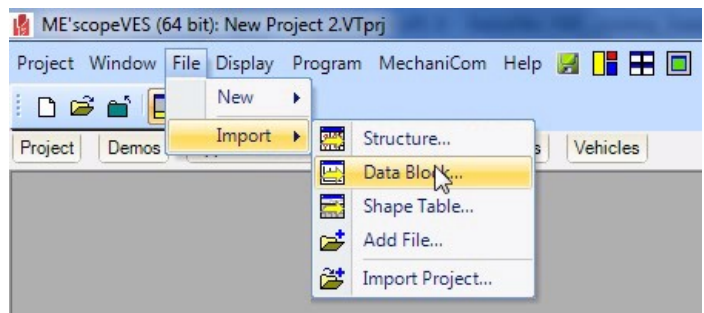 ME'scopeVES (64 bit): New Project 2.VTprj
Project Window File Display Program MechaniCom Help
New
Import
Project Demos Vehicles
Structure...
Data Block...
Shape Table...
Add File...
Import Project...